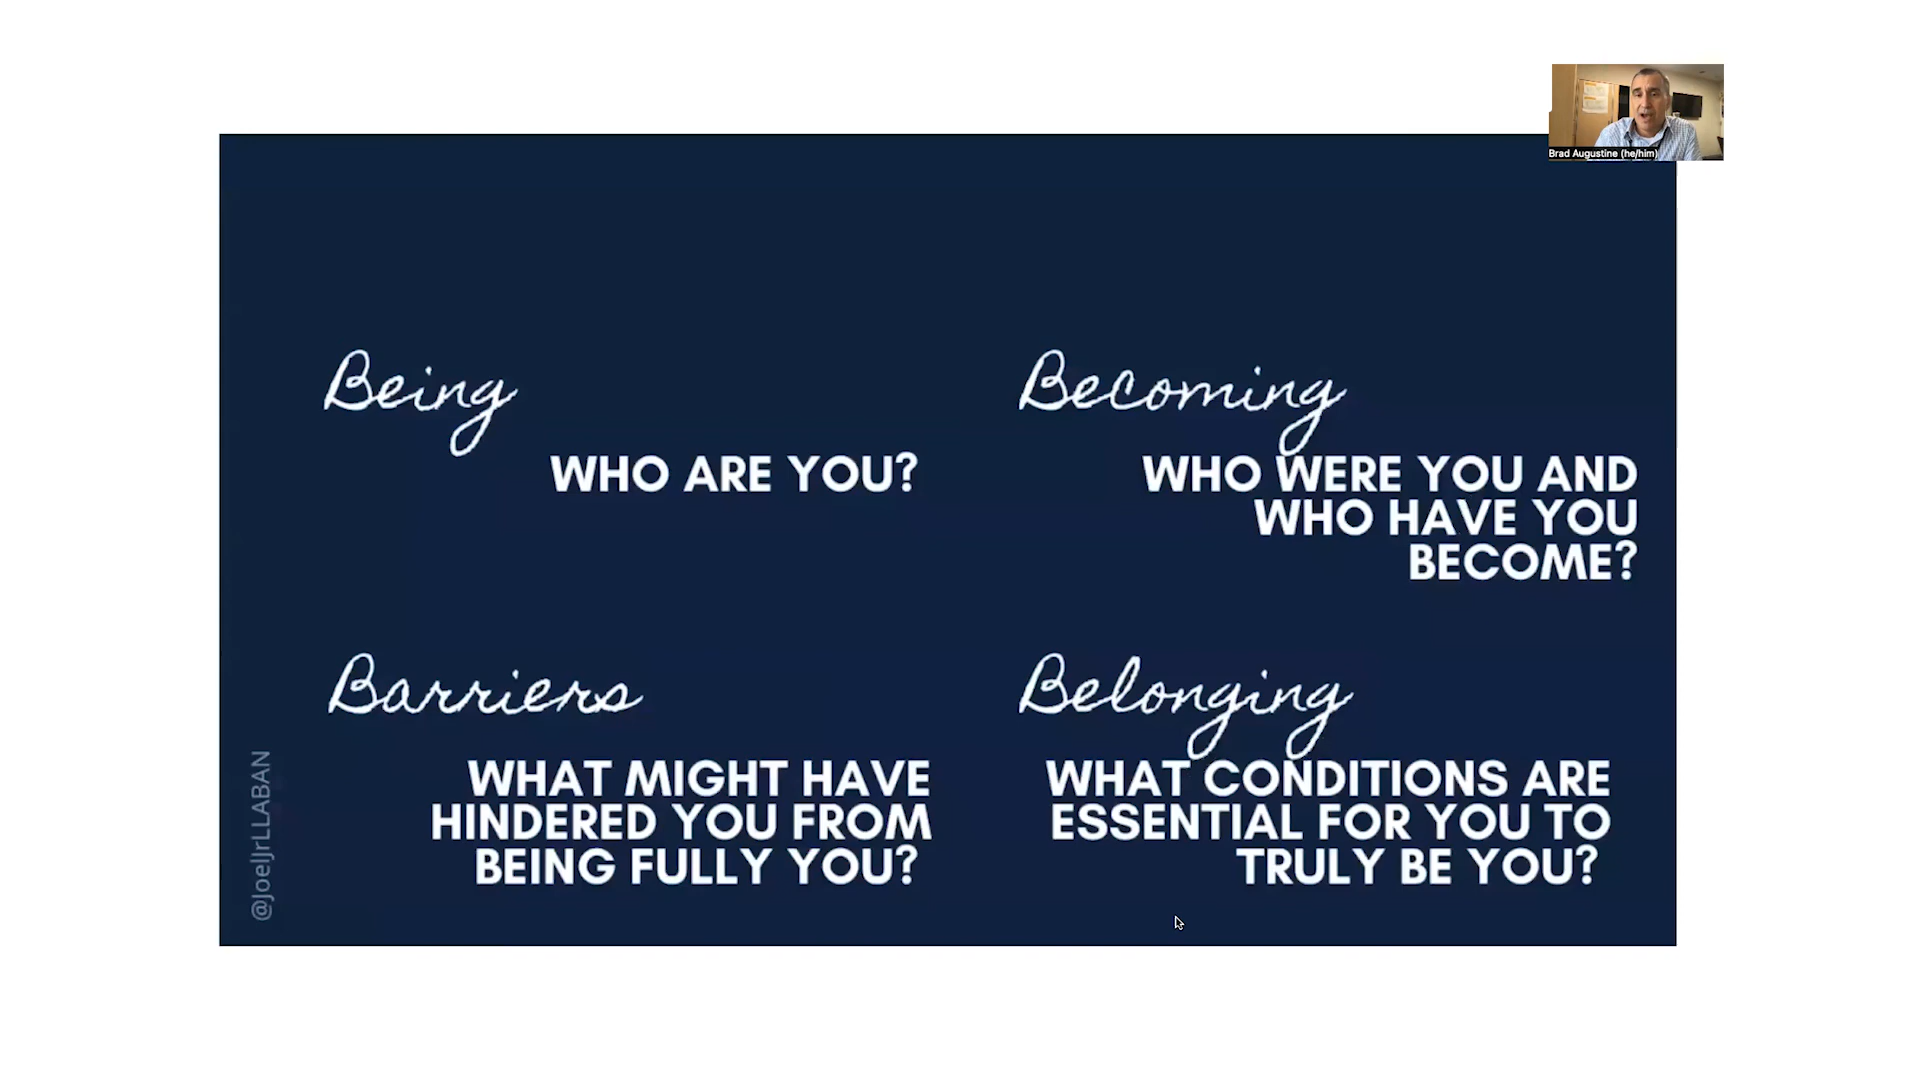 Brad Augustine (he/him)
Being
WHO ARE YOU?
Becoming
WHO WERE YOU AND
WHO HAVE YOU
BECOME?
Barriers
WHAT MIGHT HAVE
HINDERED YOU FROM
BEING FULLY YOU?
Belonging
WHAT CONDITIONS ARE
ESSENTIAL FOR YOU TO
TRULY BE YOU?
@JoelJrLLABAN